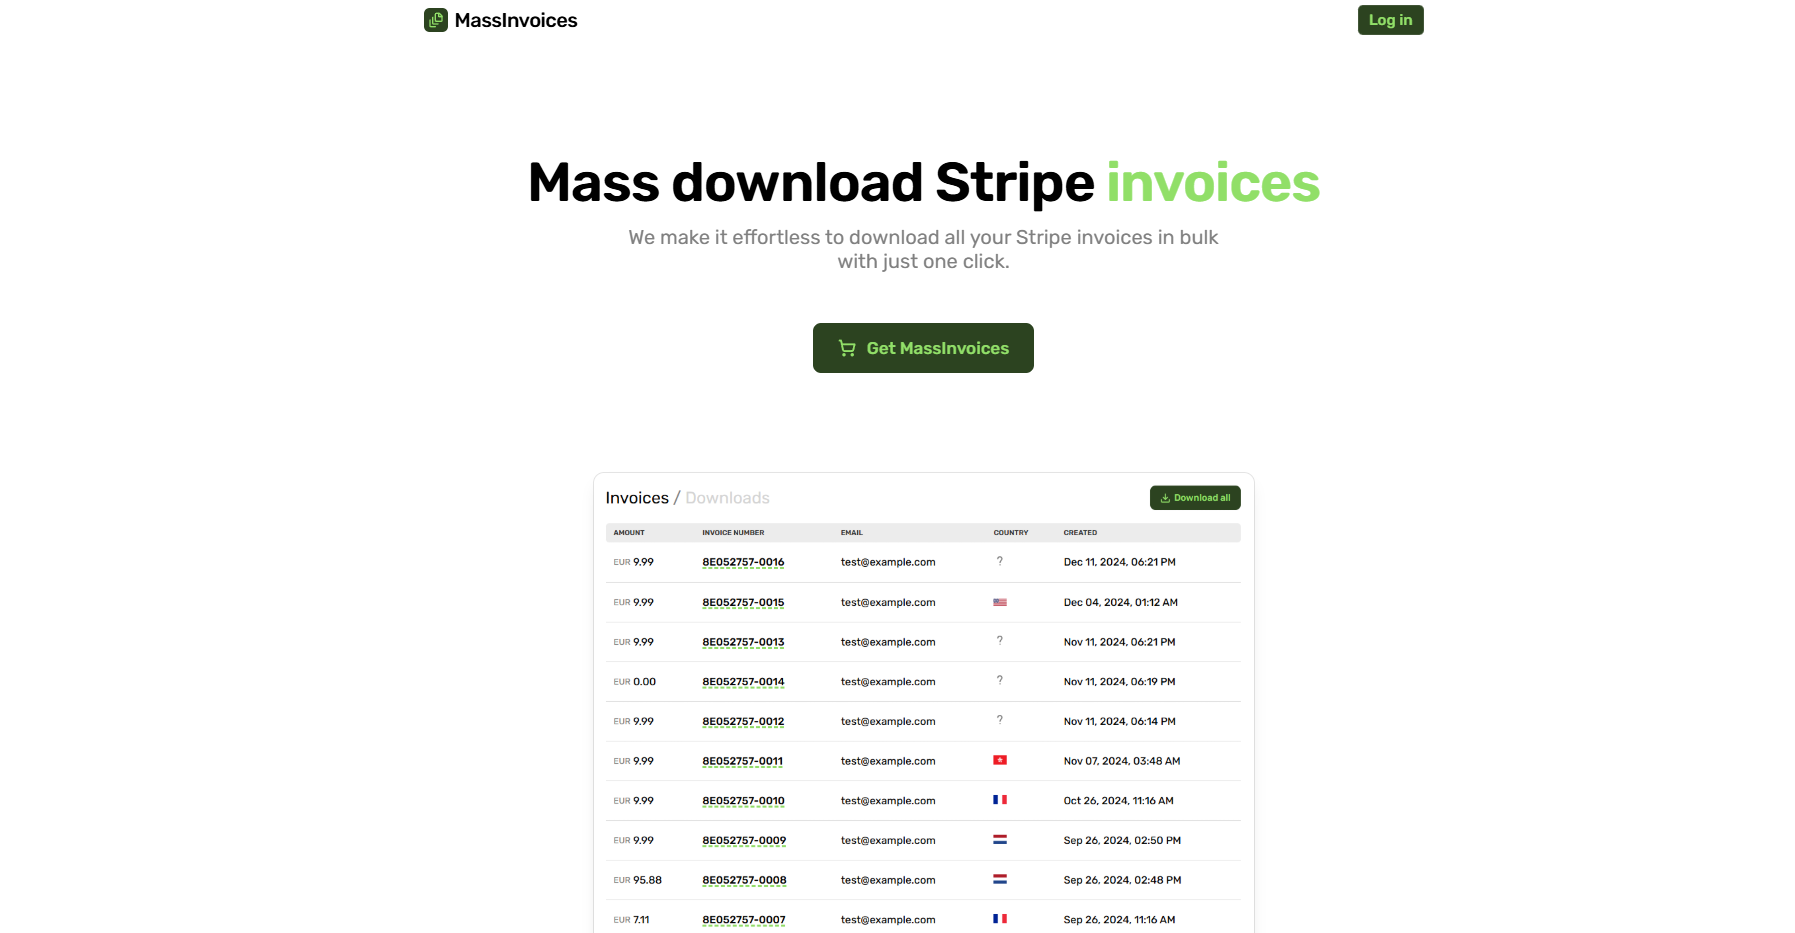 MassInvoices
Log in
Mass download Stripe invoices
We make it effortless to download all your Stripe invoices in bulk
with just one click.
Get MassInvoices
Invoices / Downloads
Download all
AMOUNT INVOICE NUMBER EMAIL COUNTRY CREATED
EUR 9.99 8E052757-0016 test@example.com ? Dec 11, 2024, 06:21 PM
EUR 9.99 8E052757-0015 test@example.com Dec 04, 2024, 01:12 AM
EUR 9.99 8E052757-0013 test@example.com ? Nov 11, 2024, 06:21 PM
EUR 0.00 8E052757-0014 test@example.com ? Nov 11, 2024, 06:19 PM
EUR 9.99 8E052757-0012 test@example.com ? Nov 11, 2024, 06:14 PM
EUR 9.99 8E052757-0011 test@example.com Nov 07, 2024, 03:48 AM
EUR 9.99 8E052757-0010 test@example.com Oct 26, 2024, 11:16 AM
EUR 9.99 8E052757-0009 test@example.com Sep 26, 2024, 02:50 PM
EUR 95.88 8E052757-0008 test@example.com Sep 26, 2024, 02:48 PM
EUR 7.11 8E052757-0007 test@example.com Sep 26, 2024, 11:16 AM